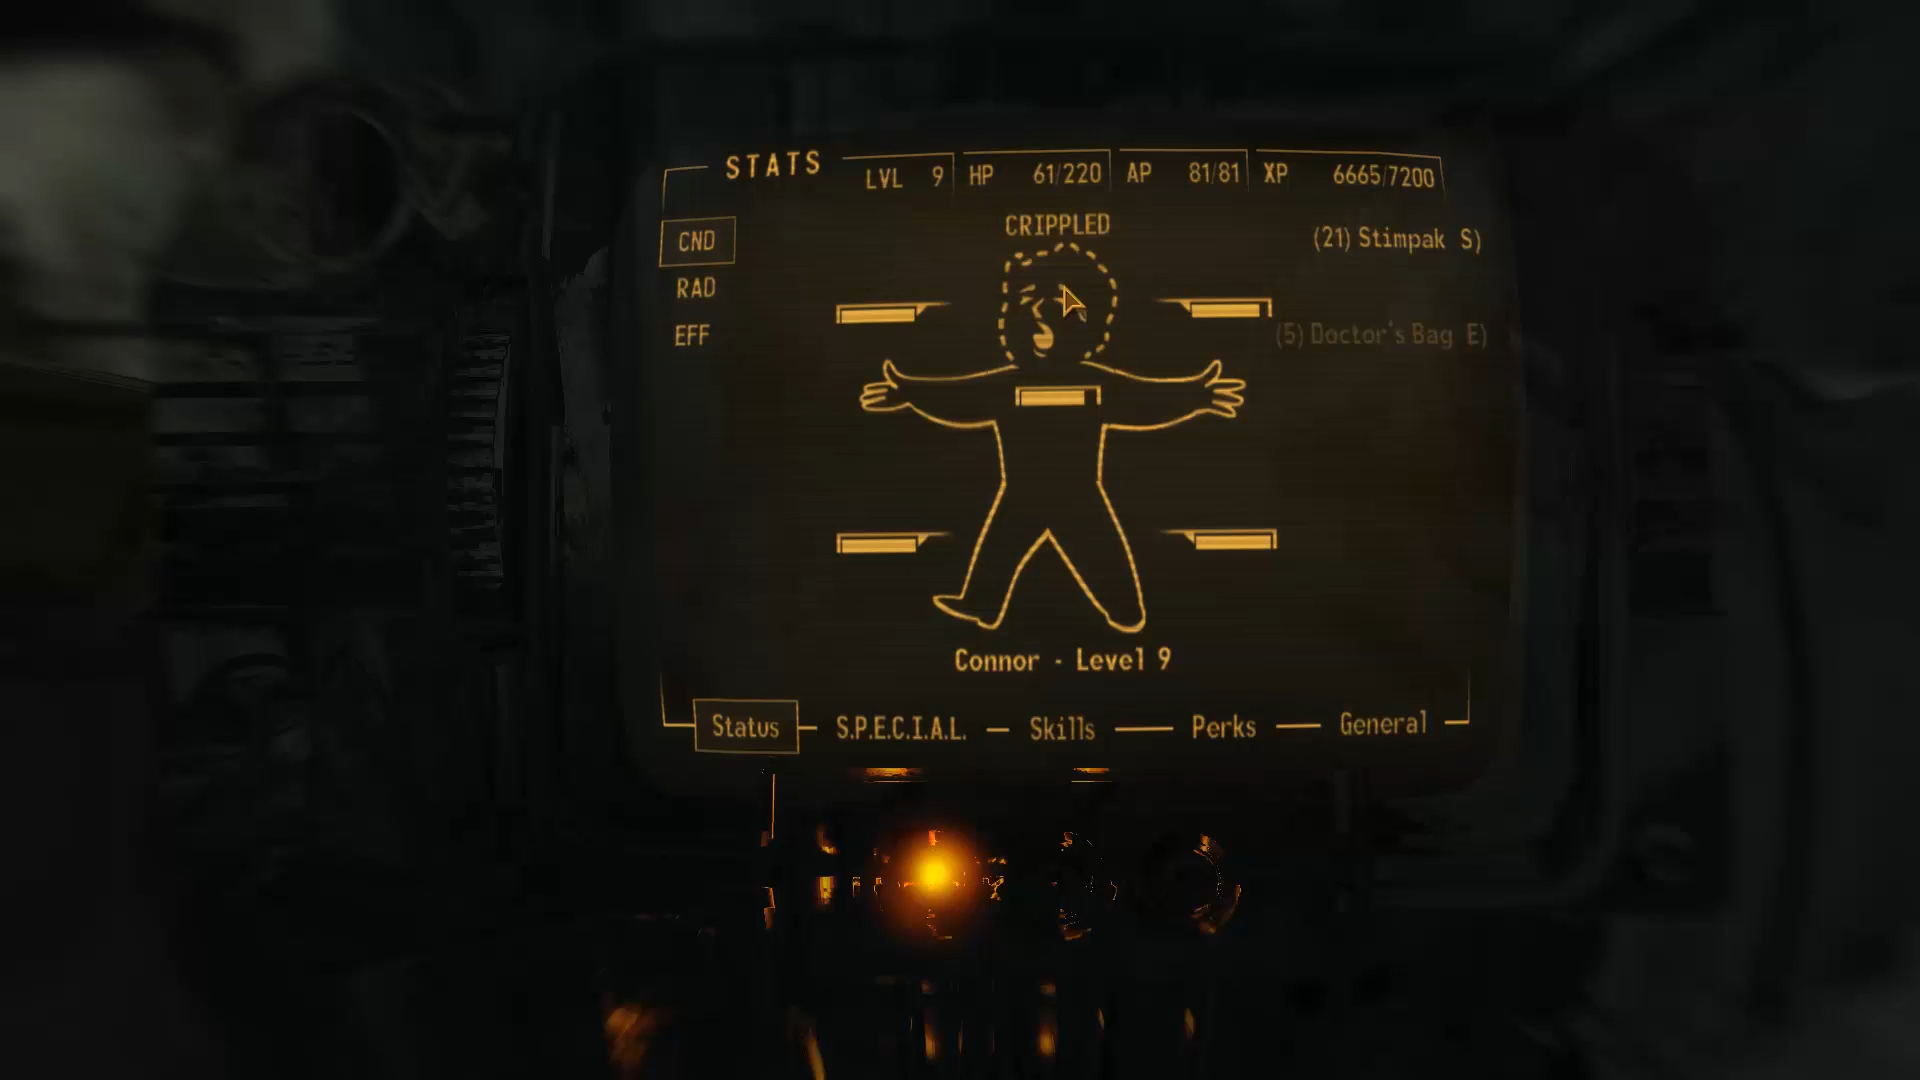 STATS LVL 9 HP 61/220 AP 81/81 XP 6665/7200
CND
RAD
EFF
CRIPPLED
(21) Stimpak S)
(5) Doctor's Bag E)
Connor - Level 9
Status S.P.E.C.I.A.L. Skills Perks General